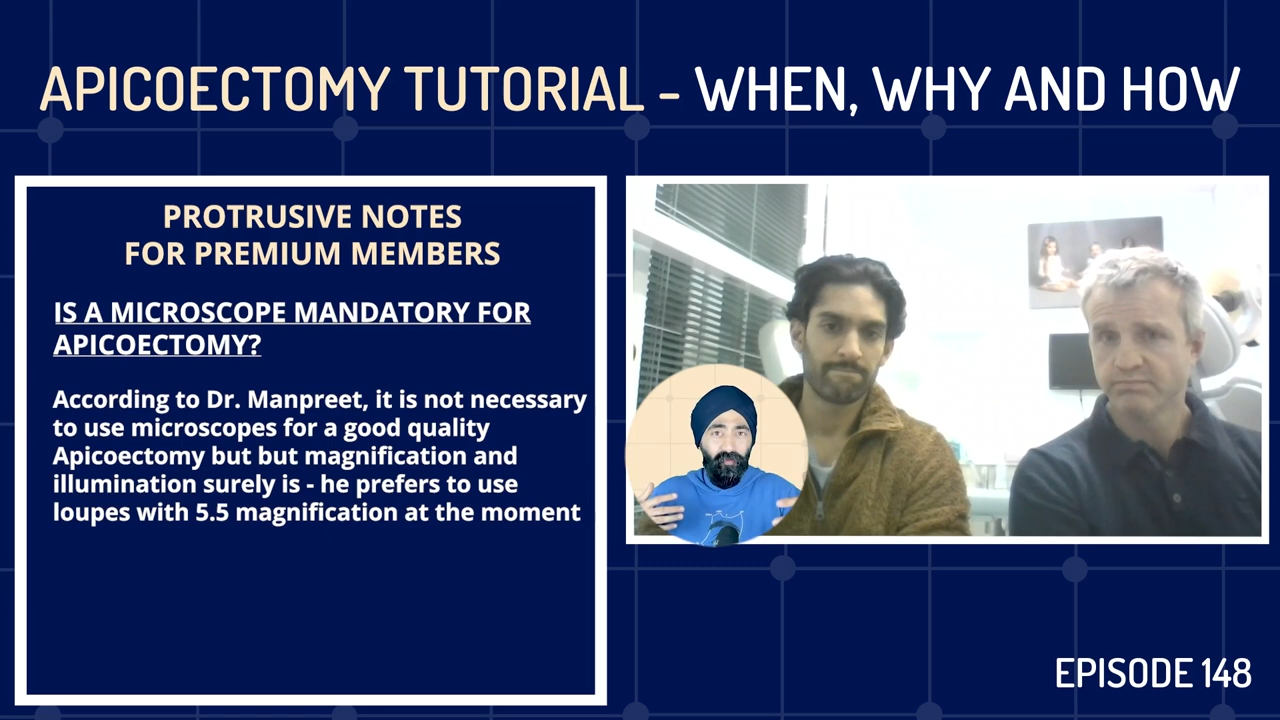 APICOECTOMY TUTORIAL - WHEN, WHY AND HOW
PROTRUSIVE NOTES
FOR PREMIUM MEMBERS
IS A MICROSCOPE MANDATORY FOR
APICOECTOMY?
According to Dr. Manpreet, it is not necessary
to use microscopes for a good quality
Apicoectomy but but magnification and
illumination surely is - he prefers to use
loupes with 5.5 magnification at the moment
EPISODE 148